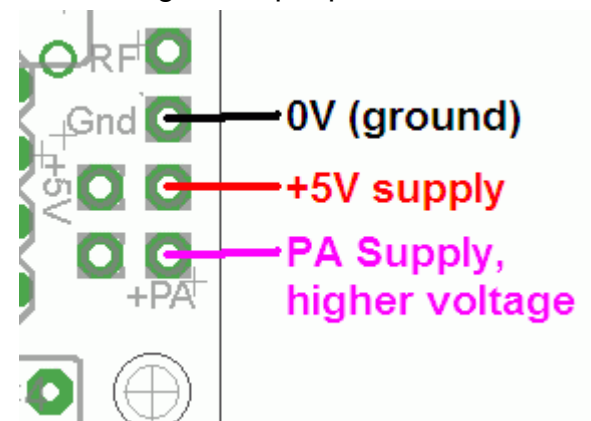 RF
Gnd
0V (ground)
+5V
+5V supply
PA Supply,
higher voltage
+PA